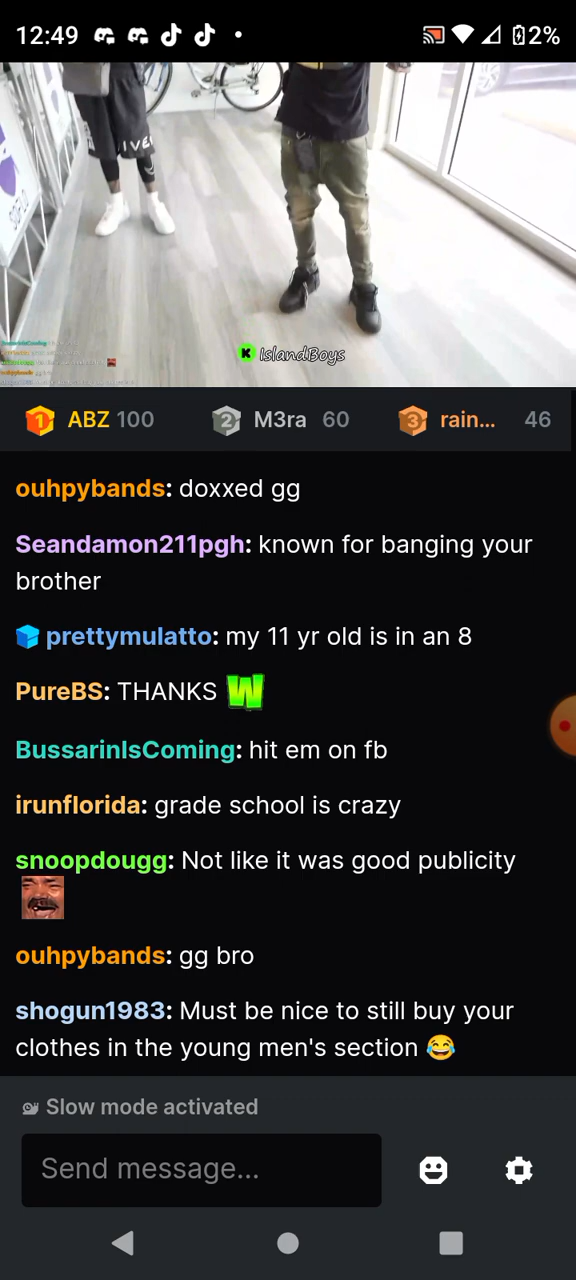 12:49
2%
IVE
IslandBoys
1 ABZ 100 2 M3ra 60 3 rain... 46
ouhpybands: doxxed gg
Seandamon211pgh: known for banging your
brother
prettymulatto: my 11 yr old is in an 8
PureBS: THANKS W
BussarinIsComing: hit em on fb
irunflorida: grade school is crazy
snoopdougg: Not like it was good publicity
ouhpybands: gg bro
shogun1983: Must be nice to still buy your
clothes in the young men's section 😂
Slow mode activated
Send message...